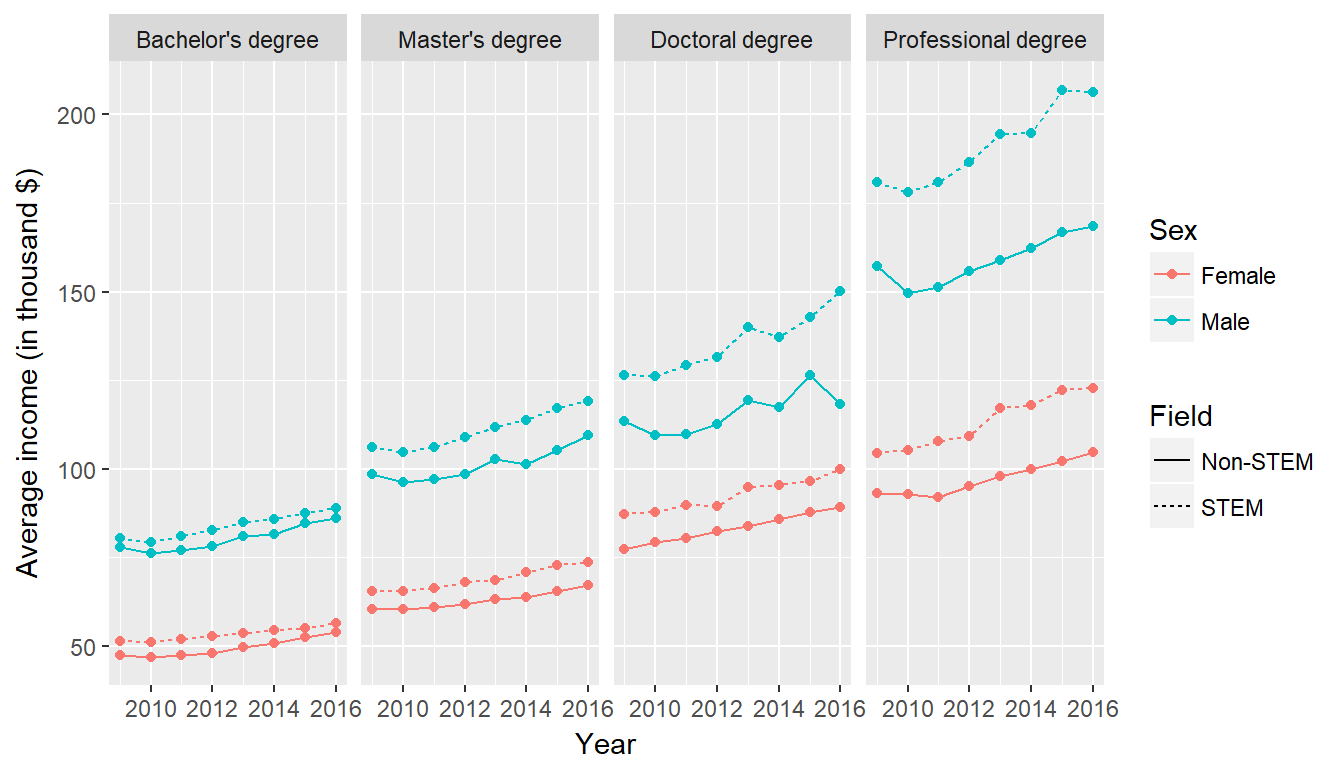 Bachelor's degree Master's degree Doctoral degree Professional degree
200
150
100
50
Average income (in thousand $)
2010 2012 2014 2016 2010 2012 2014 2016 2010 2012 2014 2016 2010 2012 2014 2016
Year
Sex
Female
Male
Field
Non-STEM
STEM